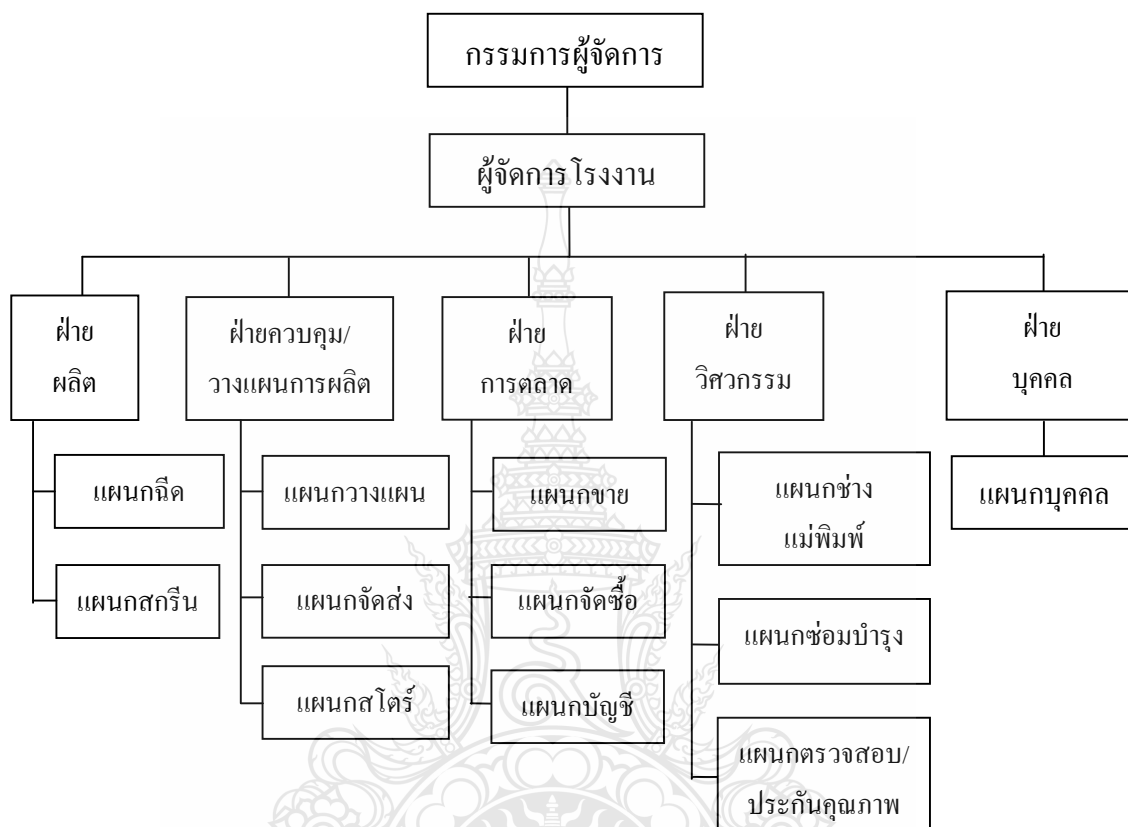 กรรมการผู้จัดการ
ผู้จัดการโรงงาน
ฝ่าย
ผลิต
ฝ่ายควบคุม/
วางแผนการผลิต
ฝ่าย
การตลาด
ฝ่าย
วิศวกรรม
ฝ่าย
บุคคล
แผนกฉีด
แผนกสกรีน
แผนกวางแผน
แผนกจัดส่ง
แผนกสโตร์
แผนกขาย
แผนกจัดซื้อ
แผนกบัญชี
แผนกช่าง
แม่พิมพ์
แผนกซ่อมบำรุง
แผนกตรวจสอบ/
ประกันคุณภาพ
แผนกบุคคล